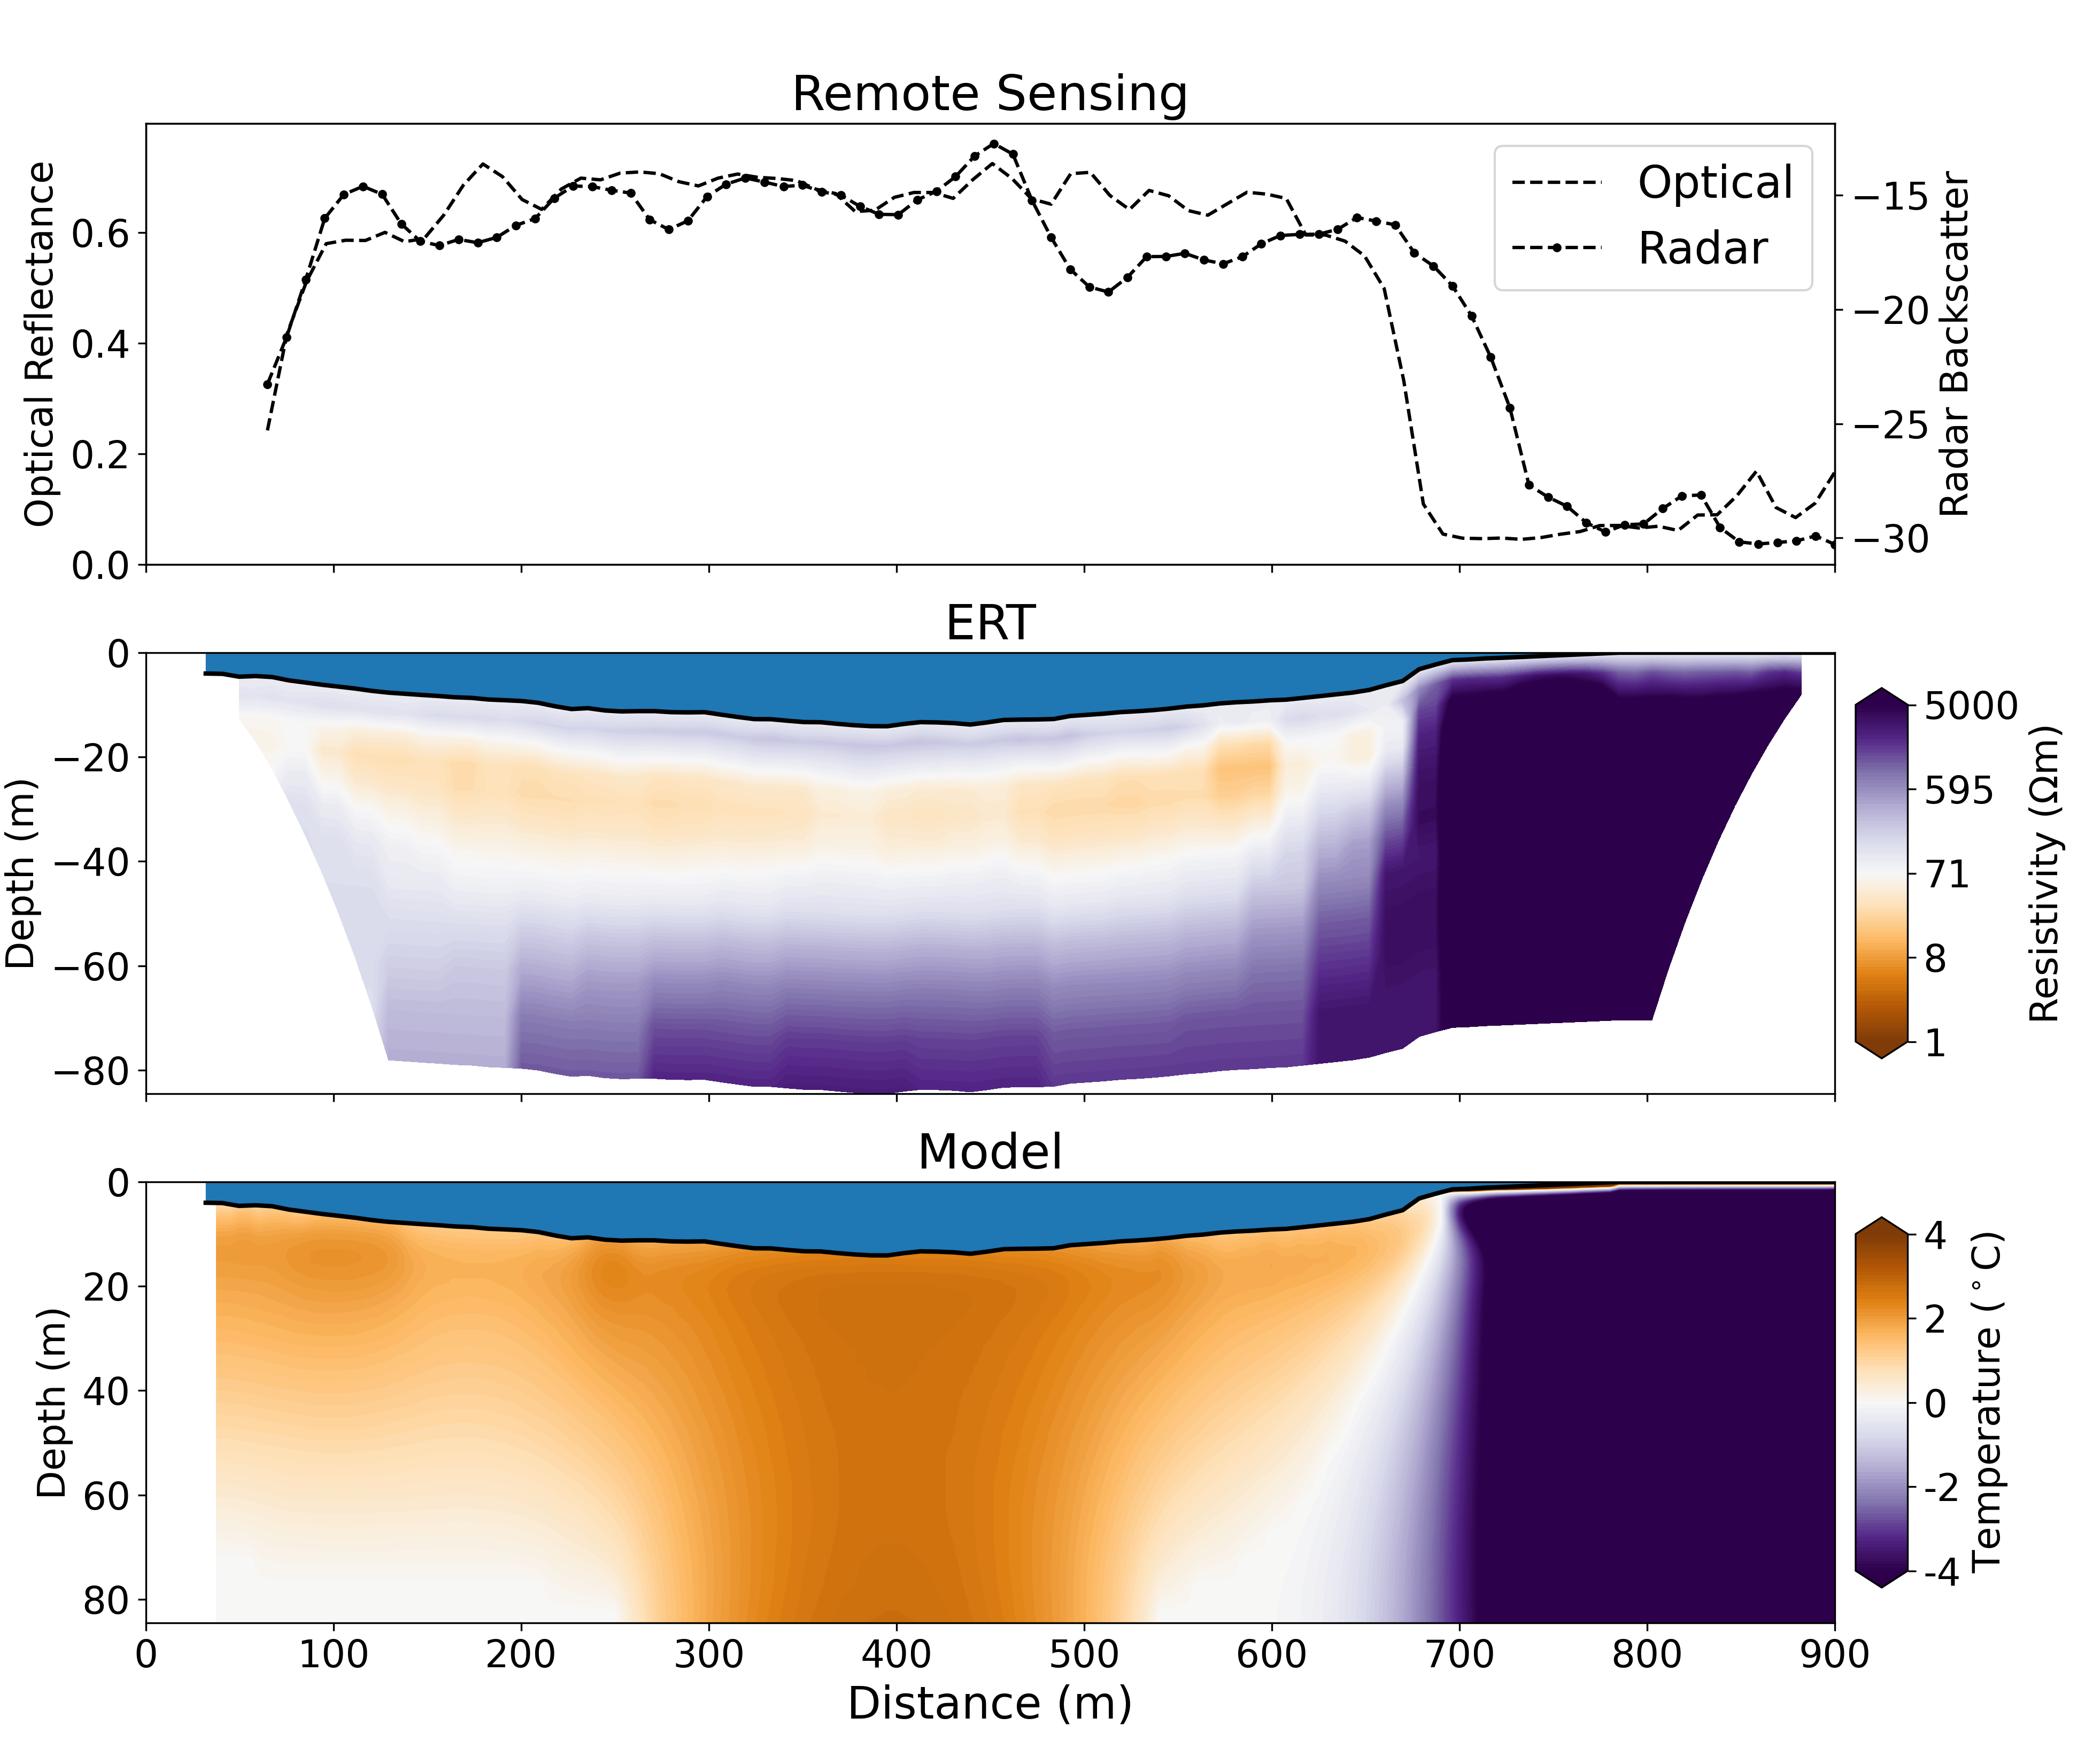 Remote Sensing
Optical Reflectance
0.6
0.4
0.2
0.0
Optical
Radar
−15
−20
−25
−30
Radar Backscatter
ERT
Depth (m)
0
−20
−40
−60
−80
5000
595
71
8
1
Resistivity (Ωm)
Model
Depth (m)
0
20
40
60
80
4
2
0
-2
-4
Temperature (°C)
0 100 200 300 400 500 600 700 800 900
Distance (m)